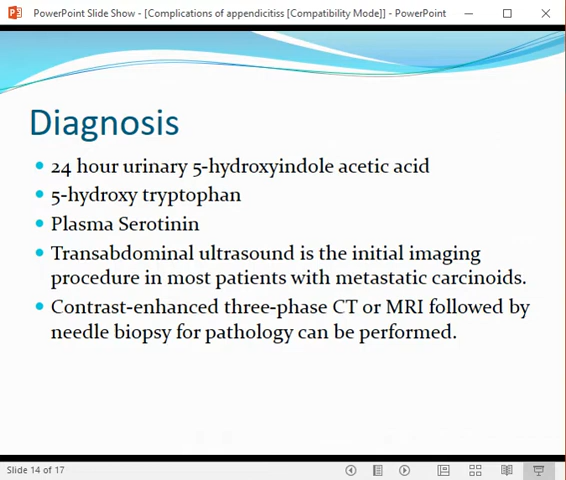 PowerPoint Slide Show - [Complications of appendicitiss [Compatibility Mode]] - PowerPoint
Diagnosis
24 hour urinary 5-hydroxyindole acetic acid
5-hydroxy tryptophan
Plasma Serotinin
Transabdominal ultrasound is the initial imaging
procedure in most patients with metastatic carcinoids.
Contrast-enhanced three-phase CT or MRI followed by
needle biopsy for pathology can be performed.
Slide 14 of 17